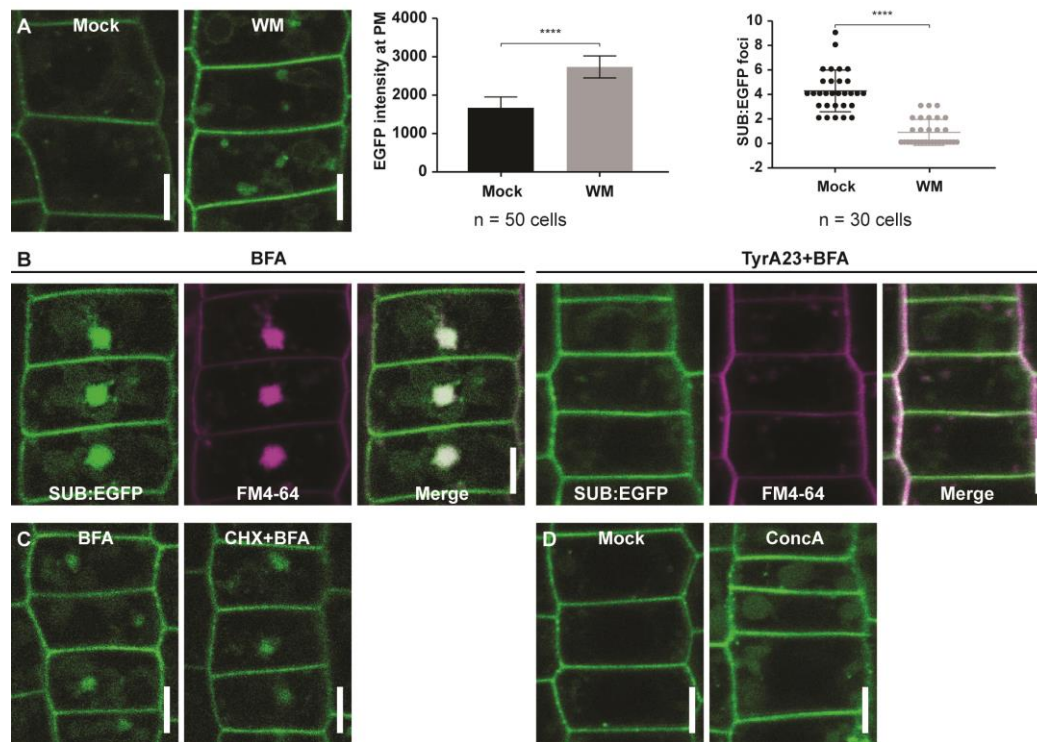 A
Mock
WM
EGFP intensity at PM
4000
3000
2000
1000
0
****
Mock
WM
n = 50 cells
SUB:EGFP foci
10
8
6
4
2
0
-2
****
Mock
WM
n = 30 cells
B
BFA
TyrA23+BFA
SUB:EGFP
FM4-64
Merge
SUB:EGFP
FM4-64
Merge
C
BFA
CHX+BFA
D
Mock
ConcA